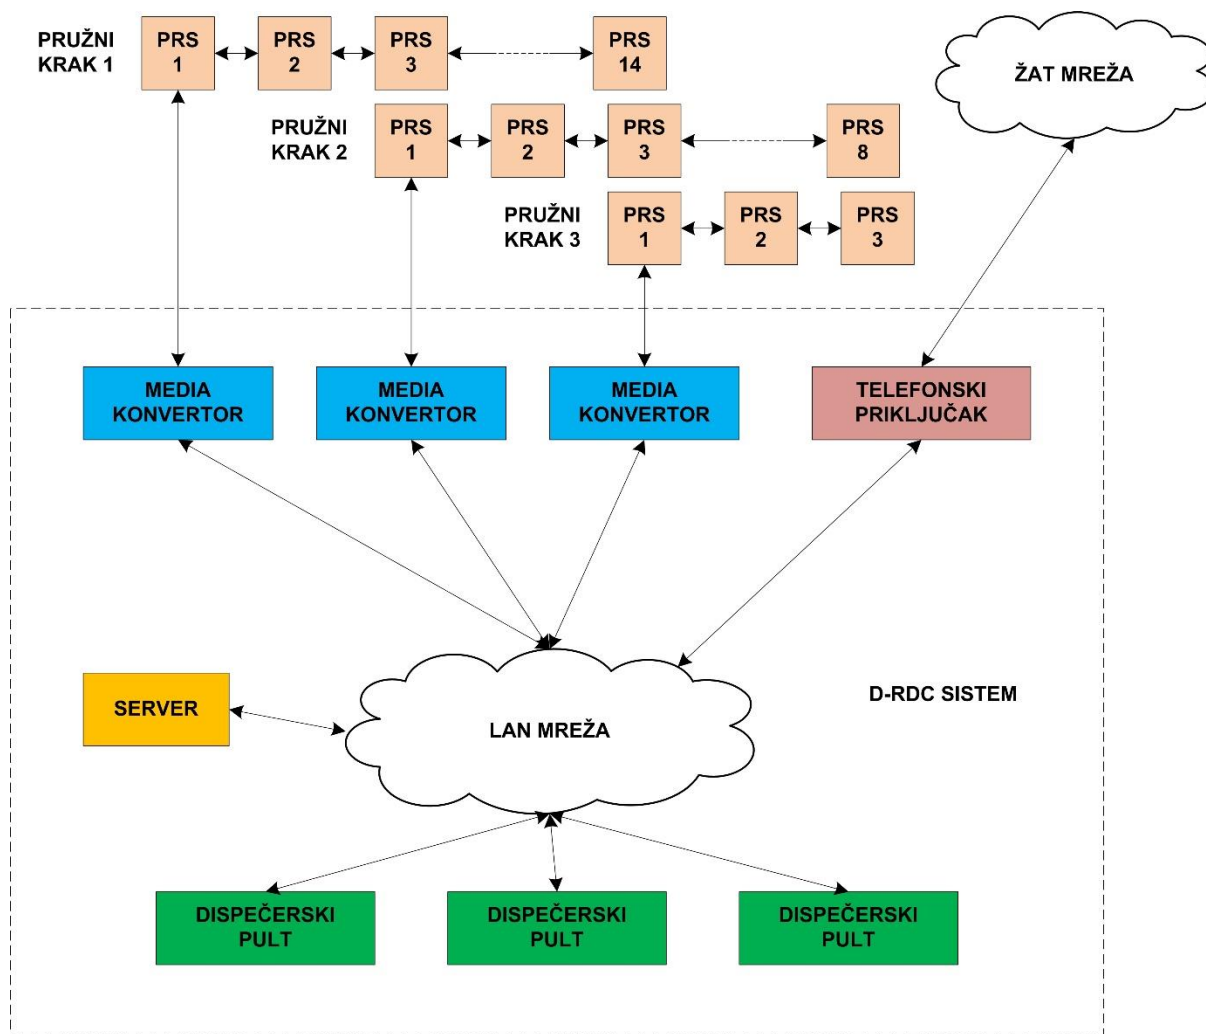 PRUŽNI
KRAK 1
PRS
1
PRS
2
PRS
3
PRS
14
PRUŽNI
KRAK 2
PRS
1
PRS
2
PRS
3
PRS
8
PRUŽNI
KRAK 3
PRS
1
PRS
2
PRS
3
ŽAT MREŽA
MEDIA
KONVERTOR
MEDIA
KONVERTOR
MEDIA
KONVERTOR
TELEFONSKI
PRIKLJUČAK
SERVER
LAN MREŽA
D-RDC SISTEM
DISPEČERSKI
PULT
DISPEČERSKI
PULT
DISPEČERSKI
PULT